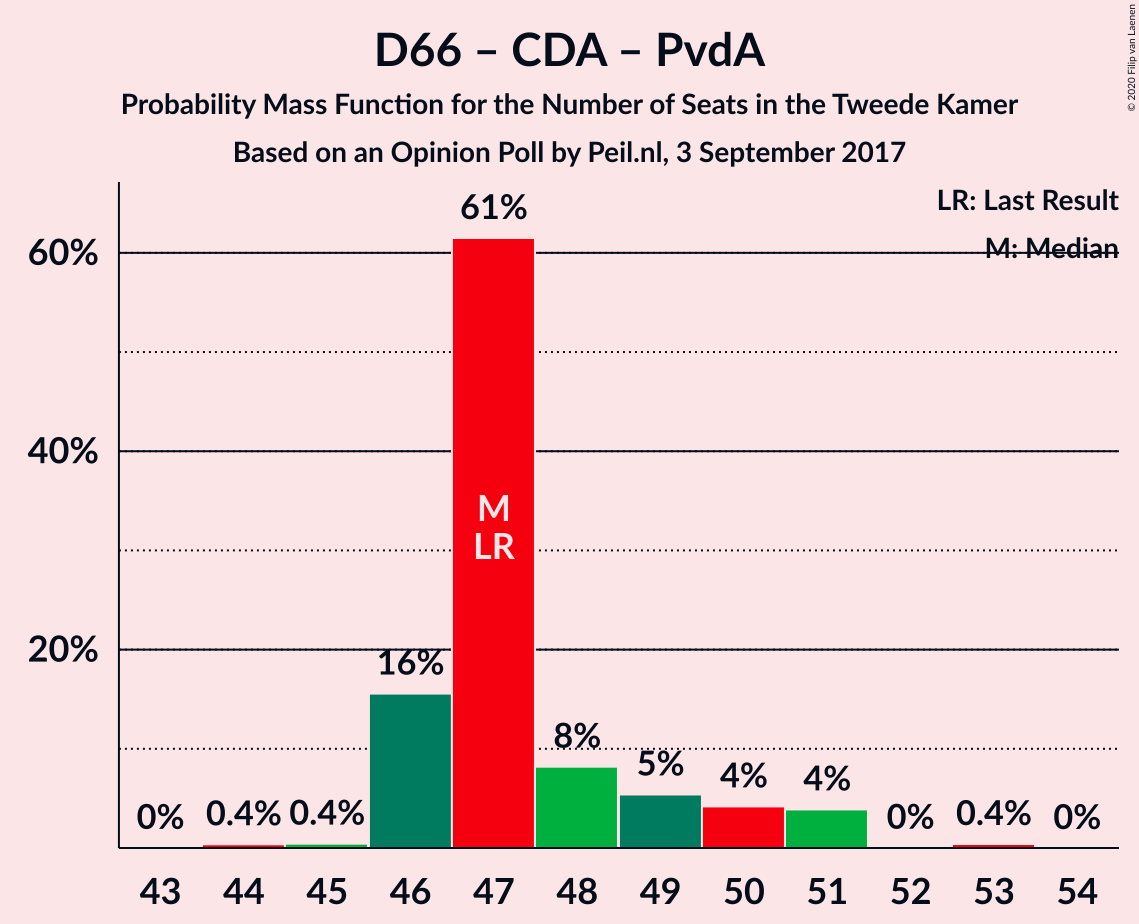 D66 – CDA – PvdA
Probability Mass Function for the Number of Seats in the Tweede Kamer
Based on an Opinion Poll by Peil.nl, 3 September 2017
© 2020 Filip van Laenen
LR: Last Result
M: Median
60%
40%
20%
0%
0.4%
0.4%
16%
61%
M
LR
8%
5%
4%
4%
0%
0.4%
0%
43 44 45 46 47 48 49 50 51 52 53 54